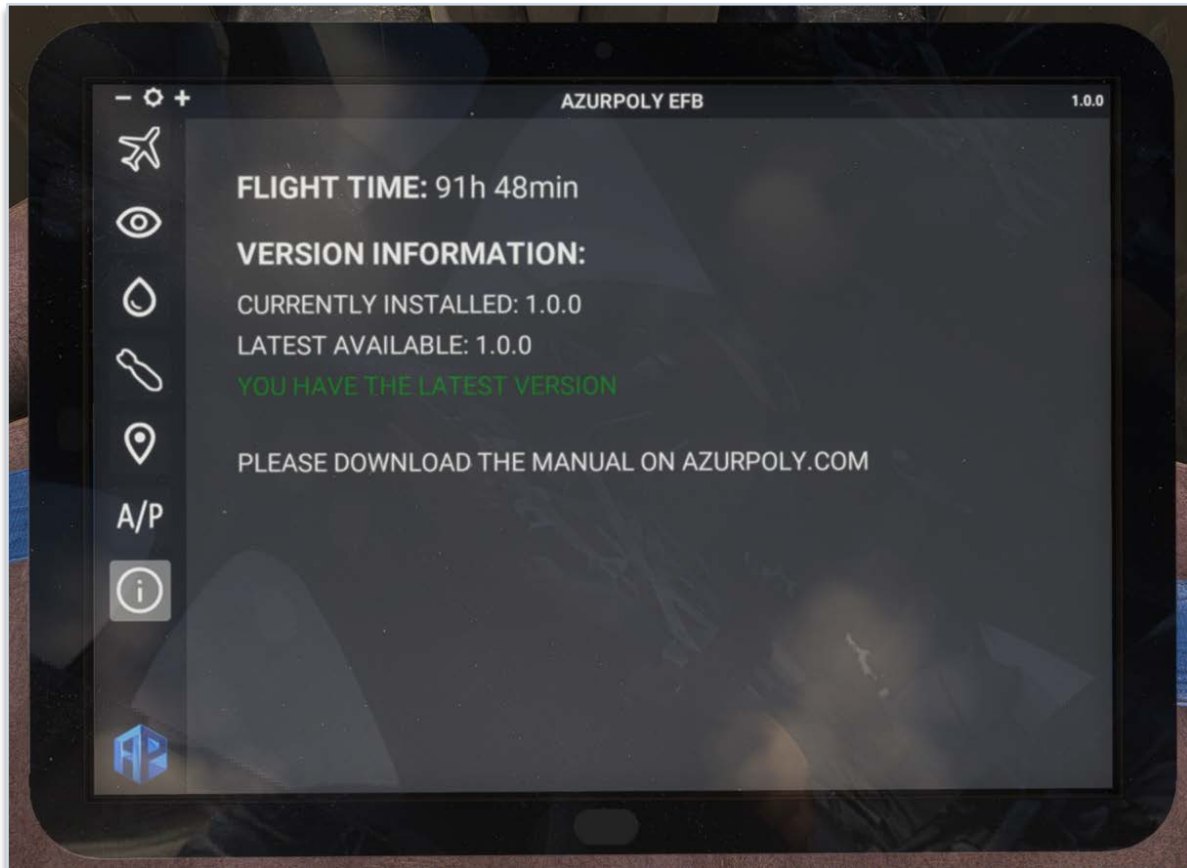 AZURPOLY EFB
1.0.0
FLIGHT TIME: 91h 48min
VERSION INFORMATION:
CURRENTLY INSTALLED: 1.0.0
LATEST AVAILABLE: 1.0.0
YOU HAVE THE LATEST VERSION
PLEASE DOWNLOAD THE MANUAL ON AZURPOLY.COM
A/P
i
AP